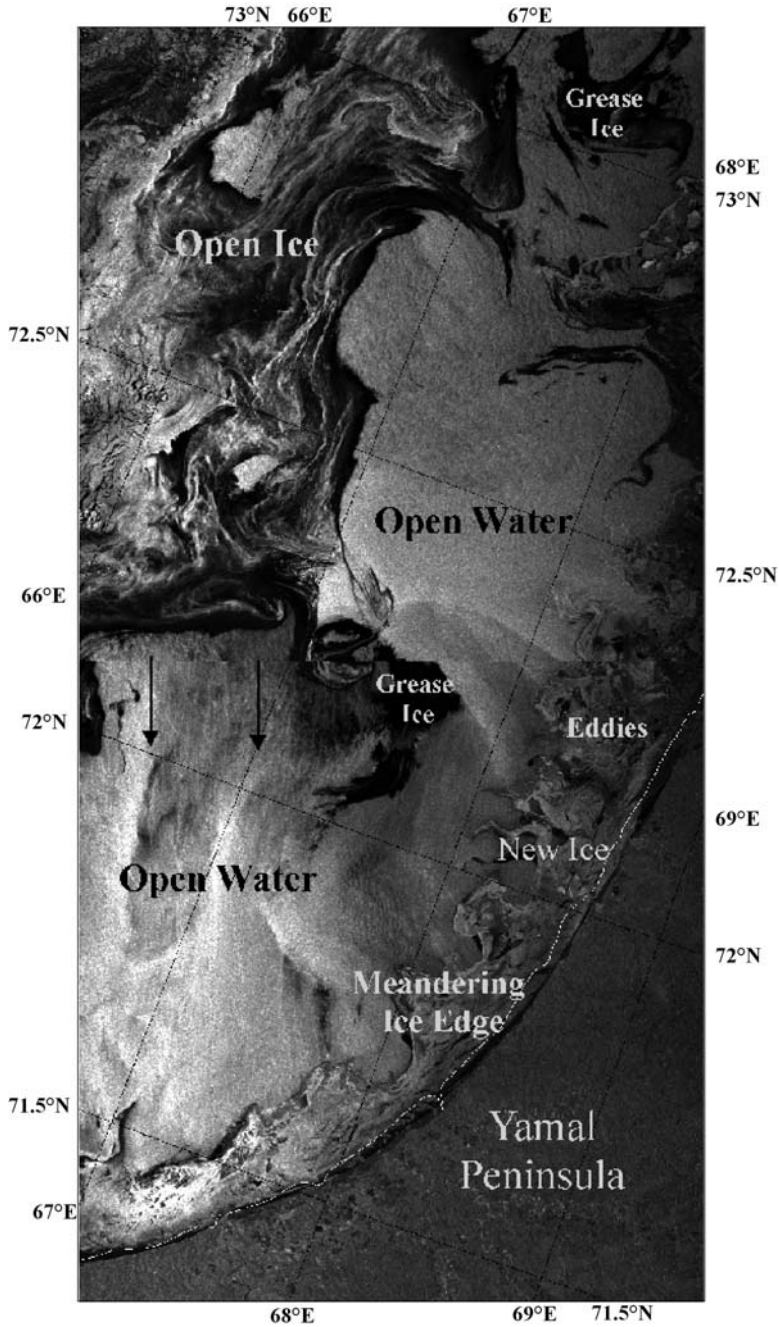 73°N 66°E 67°E
Grease
Ice
68°E
73°N
Open Ice
72.5°N
Open Water
72.5°N
66°E
Grease
Ice
72°N
Eddies
69°E
New Ice
Open Water
72°N
Meandering
Ice Edge
71.5°N
Yamal
Peninsula
67°E
68°E 69°E 71.5°N